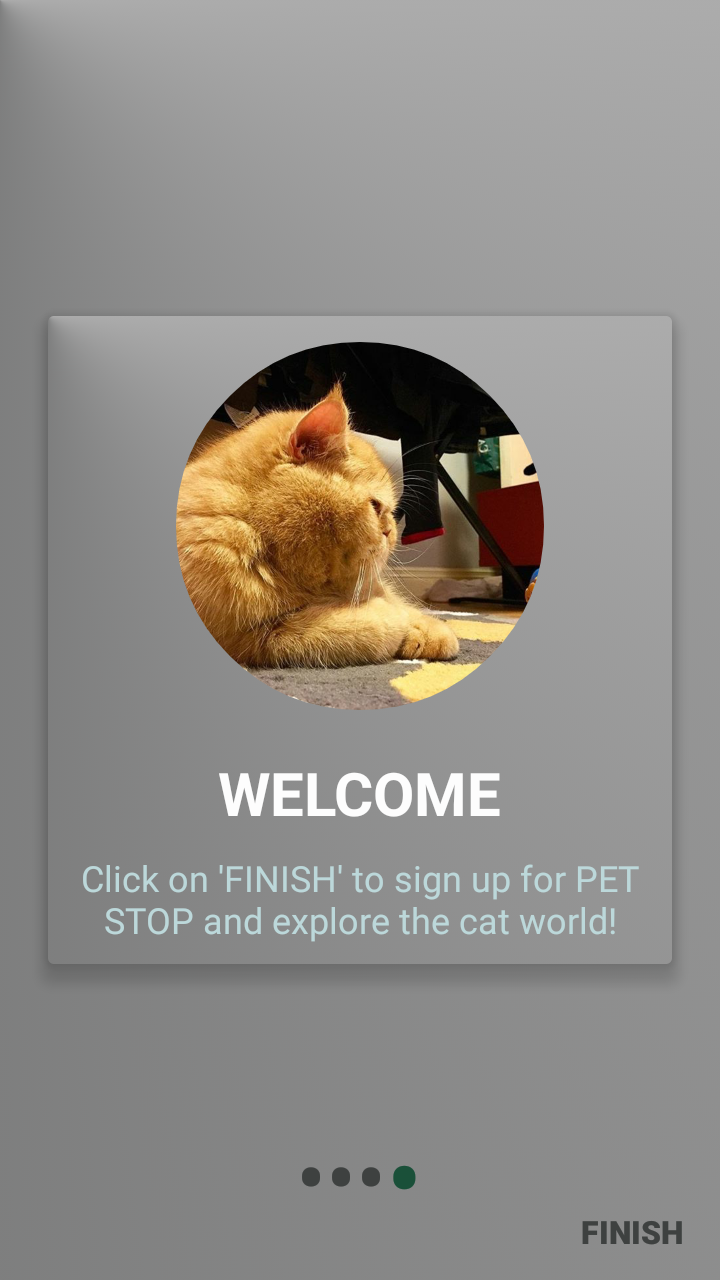 WELCOME
Click on 'FINISH' to sign up for PET
STOP and explore the cat world!
FINISH